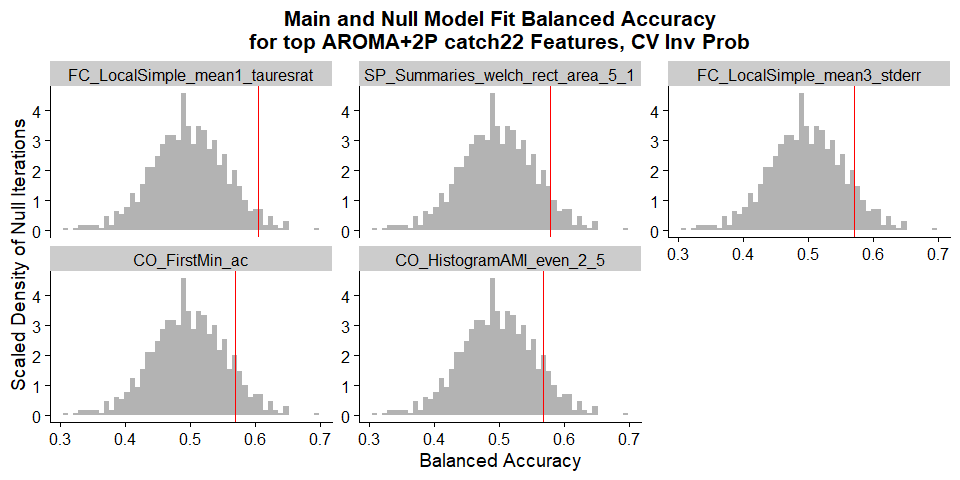 Main and Null Model Fit Balanced Accuracy
for top AROMA+2P catch22 Features, CV Inv Prob
FC_LocalSimple_mean1_tauresrat
SP_Summaries_welch_rect_area_5_1
FC_LocalSimple_mean3_stderr
4
3
2
1
0
4
3
2
1
0
4
3
2
1
0
0.3 0.4 0.5 0.6 0.7
CO_FirstMin_ac
CO_HistogramAMI_even_2_5
4
3
2
1
0
0.3 0.4 0.5 0.6 0.7
4
3
2
1
0
0.3 0.4 0.5 0.6 0.7
Scaled Density of Null Iterations
Balanced Accuracy